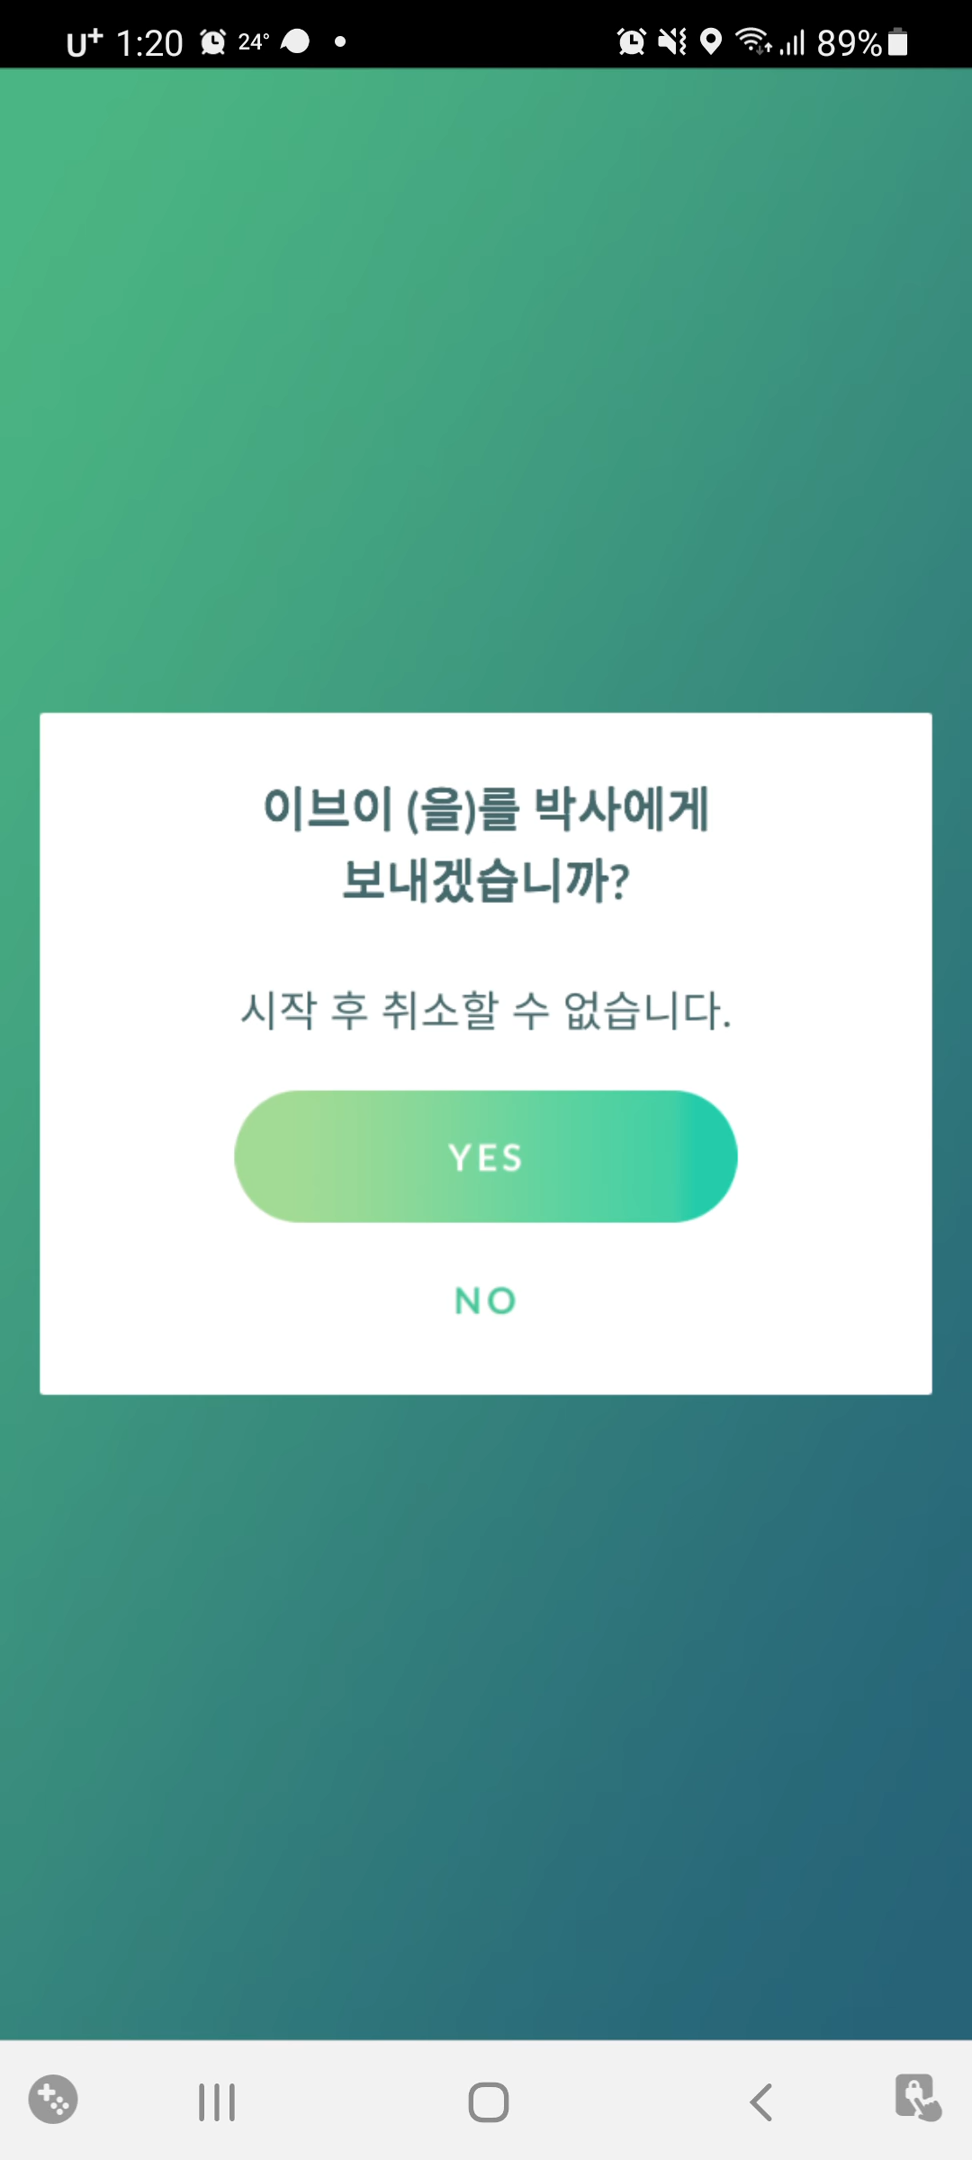 U+ 1:20 24° 89%
이브이 (을)를 박사에게
보내겠습니까?
시작 후 취소할 수 없습니다.
YES
NO